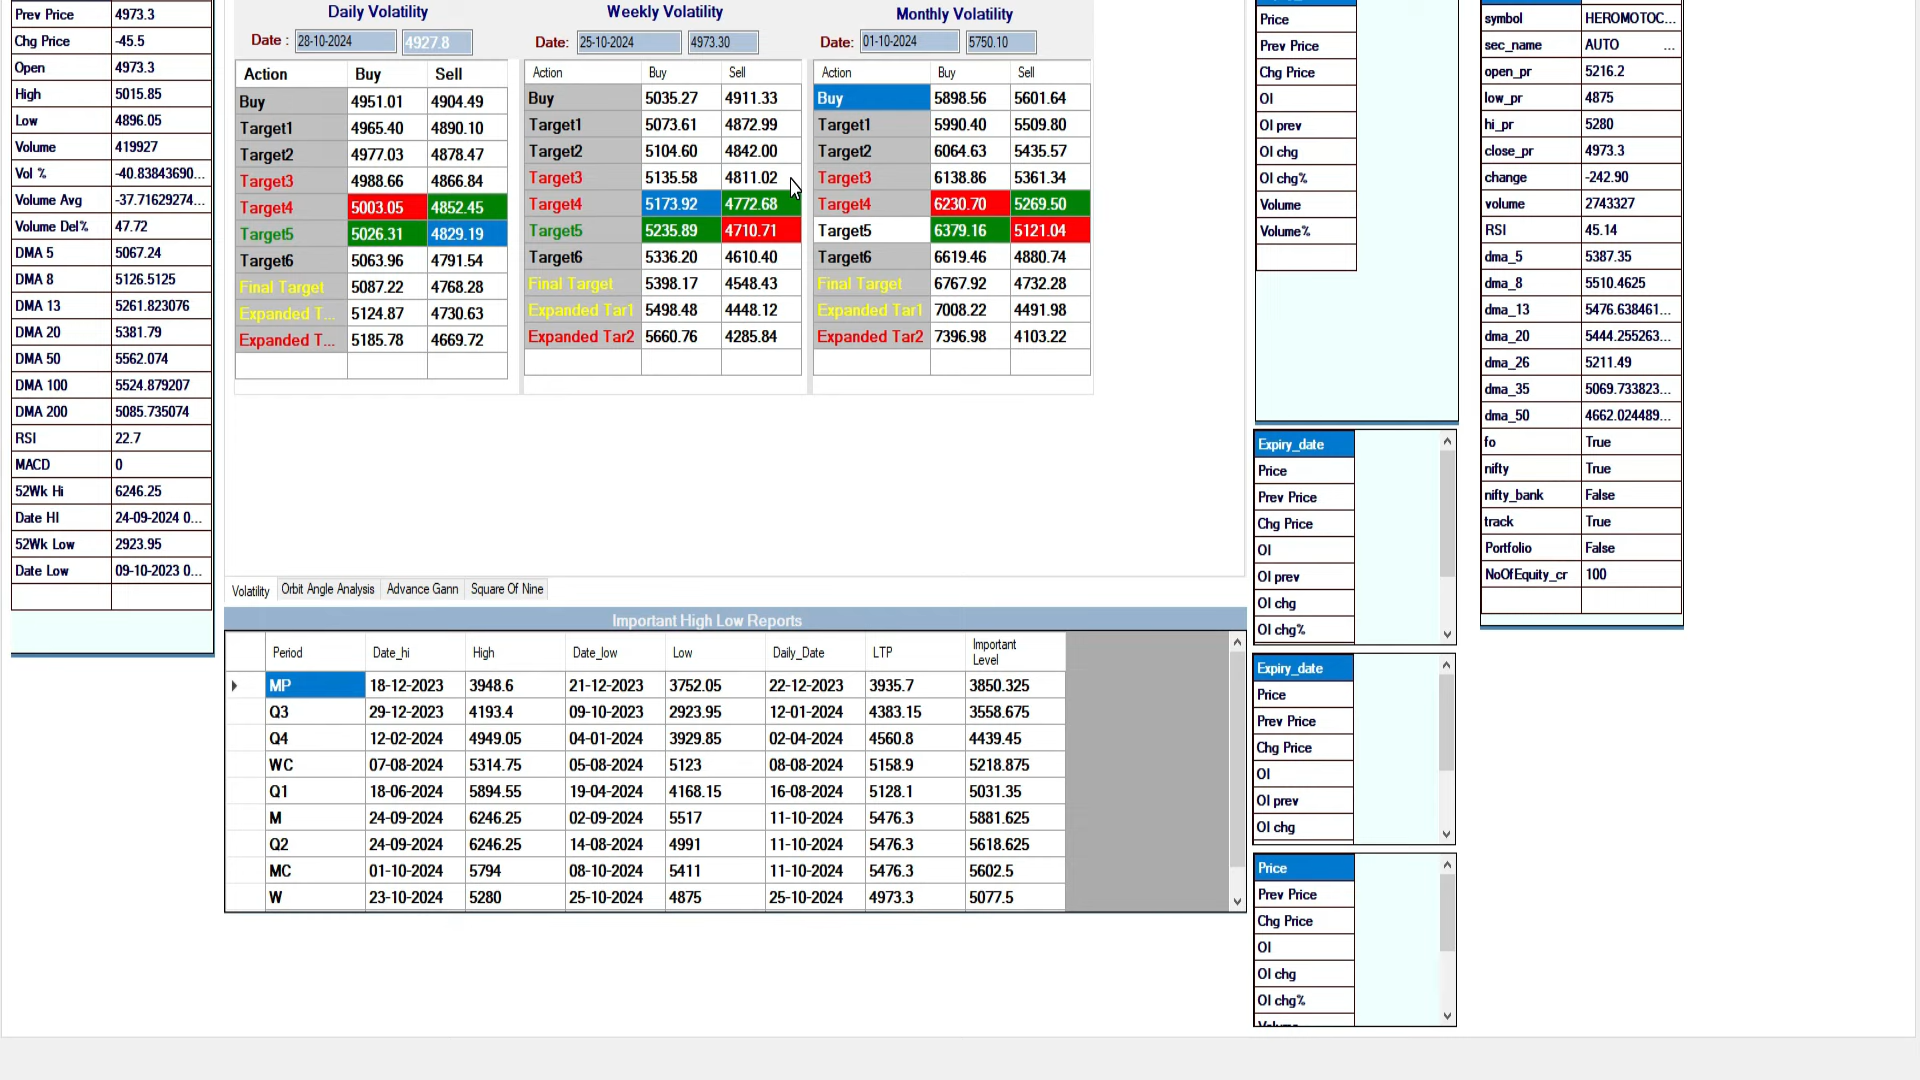 Prev Price 4973.3
Chg Price -45.5
Open 4973.3
High 5015.85
Low 4896.05
Volume 419927
Vol % -40.83843690...
Volume Avg -37.71629274...
Volume Del% 47.72
DMA 5 5067.24
DMA 8 5126.5125
DMA 13 5261.823076
DMA 20 5381.79
DMA 50 5562.074
DMA 100 5524.879207
DMA 200 5085.735074
RSI 22.7
MACD 0
52Wk Hi 6246.25
Date HI 24-09-2024 0...
52Wk Low 2923.95
Date Low 09-10-2023 0...
Daily Volatility
Date : 28-10-2024 4927.8
Action Buy Sell
Buy 4951.01 4904.49
Target1 4965.40 4890.10
Target2 4977.03 4878.47
Target3 4988.66 4866.84
Target4 5003.05 4852.45
Target5 5026.31 4829.19
Target6 5063.96 4791.54
Final Target 5087.22 4768.28
Expanded T... 5124.87 4730.63
Expanded T... 5185.78 4669.72
Weekly Volatility
Date: 25-10-2024 4973.30
Action Buy Sell
Buy 5035.27 4911.33
Target1 5073.61 4872.99
Target2 5104.60 4842.00
Target3 5135.58 4811.02
Target4 5173.92 4772.68
Target5 5235.89 4710.71
Target6 5336.20 4610.40
Final Target 5398.17 4548.43
Expanded Tar1 5498.48 4448.12
Expanded Tar2 5660.76 4285.84
Monthly Volatility
Date: 01-10-2024 5750.10
Action Buy Sell
Buy 5898.56 5601.64
Target1 5990.40 5509.80
Target2 6064.63 5435.57
Target3 6138.86 5361.34
Target4 6230.70 5269.50
Target5 6379.16 5121.04
Target6 6619.46 4880.74
Final Target 6767.92 4732.28
Expanded Tar1 7008.22 4491.98
Expanded Tar2 7396.98 4103.22
Volatility Orbit Angle Analysis Advance Gann Square Of Nine
Important High Low Reports
Period Date_hi High Date_low Low Daily_Date LTP Important Level
MP 18-12-2023 3948.6 21-12-2023 3752.05 22-12-2023 3935.7 3850.325
Q3 29-12-2023 4193.4 09-10-2023 2923.95 12-01-2024 4383.15 3558.675
Q4 12-02-2024 4949.05 04-01-2024 3929.85 02-04-2024 4560.8 4439.45
WC 07-08-2024 5314.75 05-08-2024 5123 08-08-2024 5158.9 5218.875
Q1 18-06-2024 5894.55 19-04-2024 4168.15 16-08-2024 5128.1 5031.35
M 24-09-2024 6246.25 02-09-2024 5517 11-10-2024 5476.3 5881.625
Q2 24-09-2024 6246.25 14-08-2024 4991 11-10-2024 5476.3 5618.625
MC 01-10-2024 5794 08-10-2024 5411 11-10-2024 5476.3 5602.5
W 23-10-2024 5280 25-10-2024 4875 25-10-2024 4973.3 5077.5
Price
Prev Price
Chg Price
OI
OI prev
OI chg
OI chg%
Volume
Volume%
Expiry_date
Price
Prev Price
Chg Price
OI
OI prev
OI chg
OI chg%
Expiry_date
Price
Prev Price
Chg Price
OI
OI prev
OI chg
Price
Prev Price
Chg Price
OI
OI chg
OI chg%
symbol HEROMOTOC...
sec_name AUTO ...
open_pr 5216.2
low_pr 4875
hi_pr 5280
close_pr 4973.3
change -242.90
volume 2743327
RSI 45.14
dma_5 5387.35
dma_8 5510.4625
dma_13 5476.638461...
dma_20 5444.255263...
dma_26 5211.49
dma_35 5069.733823...
dma_50 4662.024489...
fo True
nifty True
nifty_bank False
track True
Portfolio False
NoOfEquity_cr 100